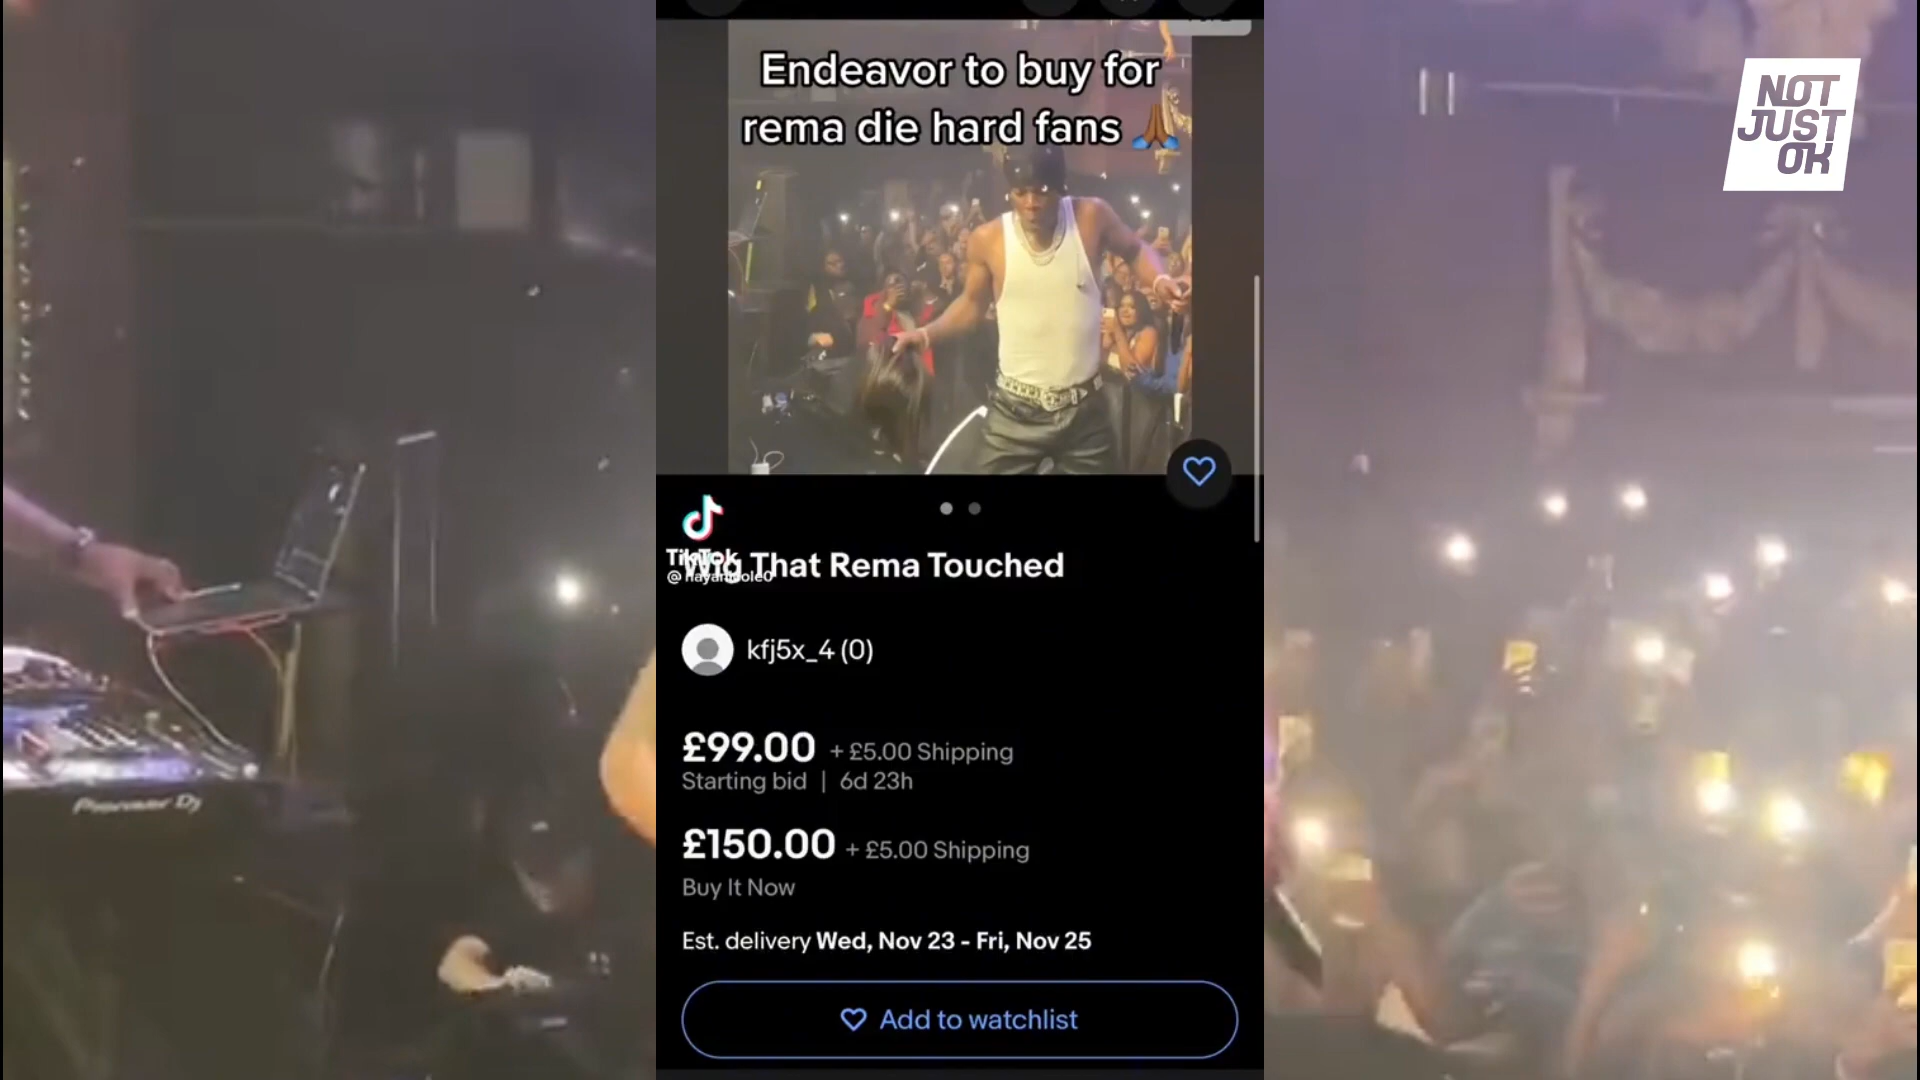 Endeavor to buy for
rema die hard fans 🙏🏾
NOT
JUST
OK
TikTok
Wig That Rema Touched
kfj5x_4 (0)
£99.00 + £5.00 Shipping
Starting bid | 6d 23h
£150.00 + £5.00 Shipping
Buy It Now
Pioneer Dj
Est. delivery Wed, Nov 23 - Fri, Nov 25
Add to watchlist